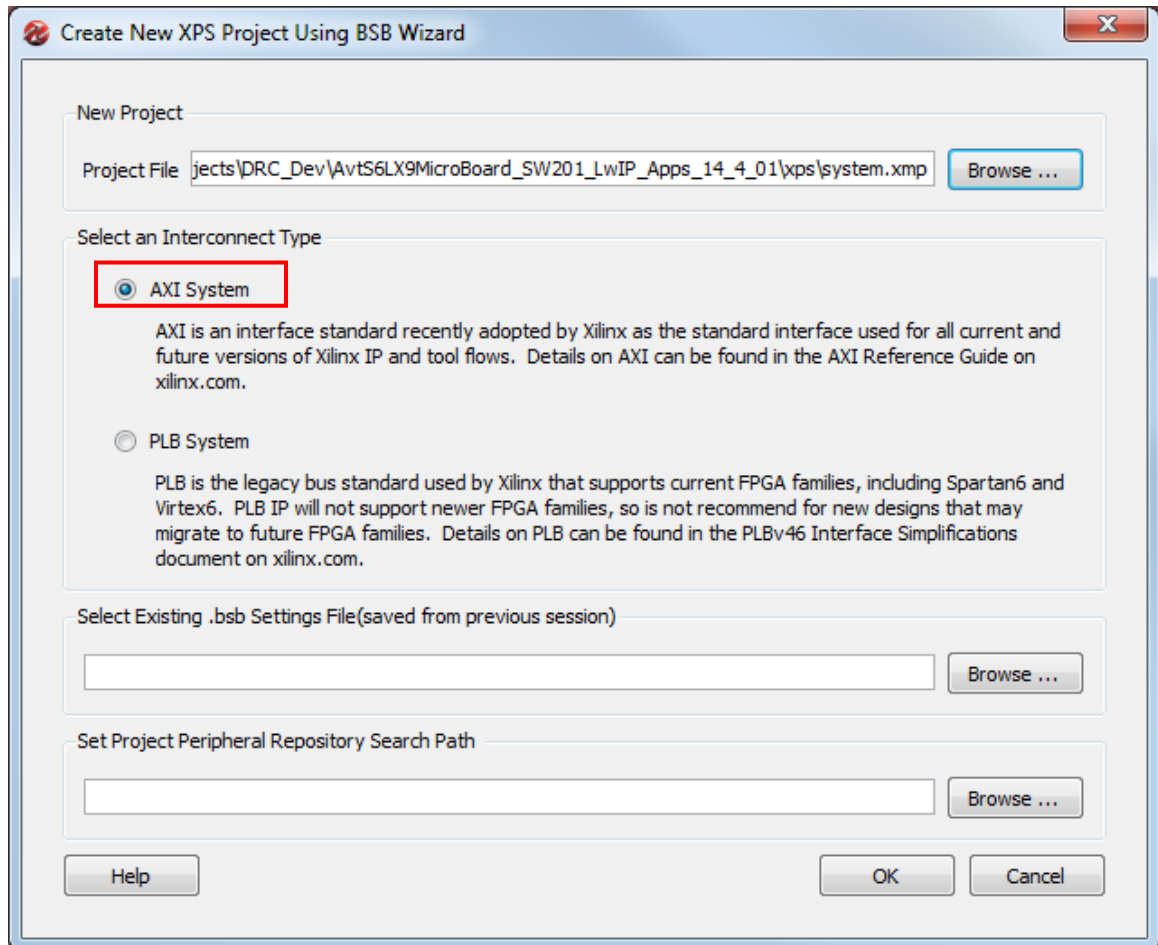 Create New XPS Project Using BSB Wizard
New Project
Project File jects\DRC_Dev\AvtS6LX9MicroBoard_SW201_LwIP_Apps_14_4_01\xps\system.xmp Browse ...
Select an Interconnect Type
AXI System
AXI is an interface standard recently adopted by Xilinx as the standard interface used for all current and
future versions of Xilinx IP and tool flows. Details on AXI can be found in the AXI Reference Guide on
xilinx.com.
PLB System
PLB is the legacy bus standard used by Xilinx that supports current FPGA families, including Spartan6 and
Virtex6. PLB IP will not support newer FPGA families, so is not recommend for new designs that may
migrate to future FPGA families. Details on PLB can be found in the PLBv46 Interface Simplifications
document on xilinx.com.
Select Existing .bsb Settings File(saved from previous session)
Browse ...
Set Project Peripheral Repository Search Path
Browse ...
Help OK Cancel